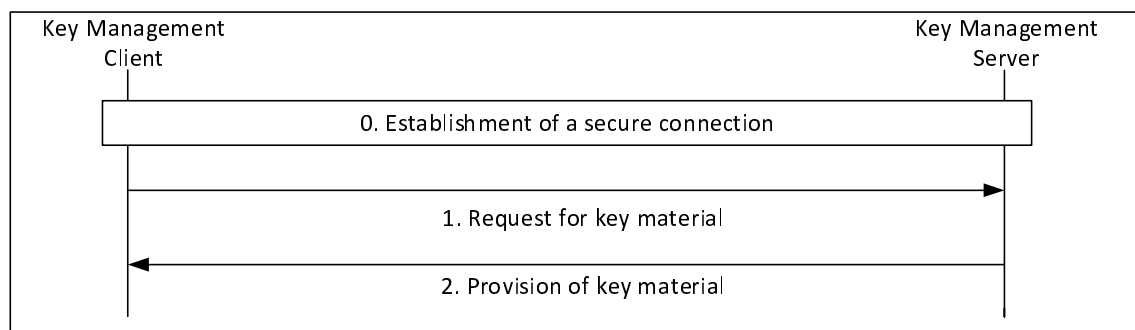 Key Management
Client
Key Management
Server
0. Establishment of a secure connection
1. Request for key material
2. Provision of key material